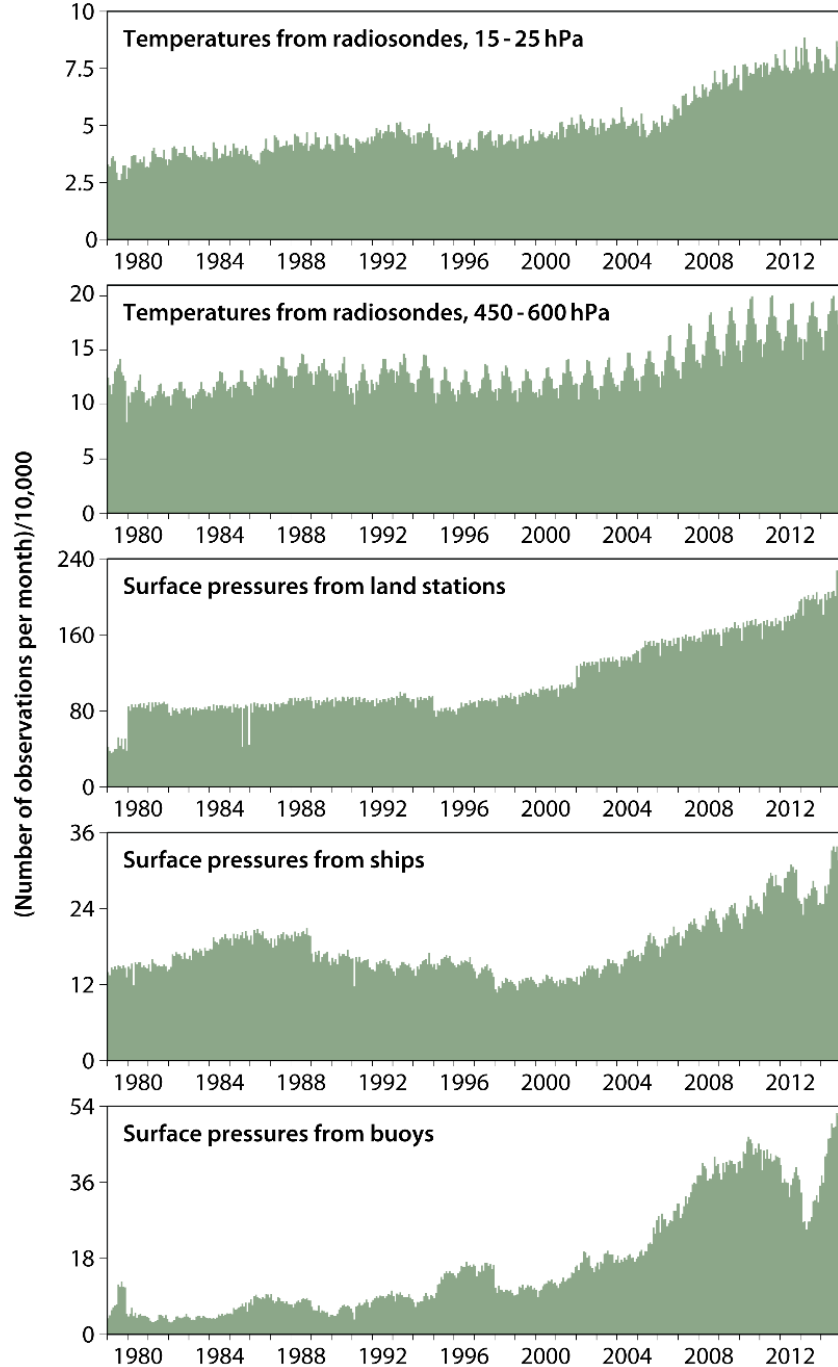 (Number of observations per month)/10,000
Temperatures from radiosondes, 15-25 hPa
10
7.5
5
2.5
0
1980 1984 1988 1992 1996 2000 2004 2008 2012
Temperatures from radiosondes, 450-600 hPa
20
15
10
5
0
1980 1984 1988 1992 1996 2000 2004 2008 2012
Surface pressures from land stations
240
160
80
0
1980 1984 1988 1992 1996 2000 2004 2008 2012
Surface pressures from ships
36
24
12
0
1980 1984 1988 1992 1996 2000 2004 2008 2012
Surface pressures from buoys
54
36
18
0
1980 1984 1988 1992 1996 2000 2004 2008 2012